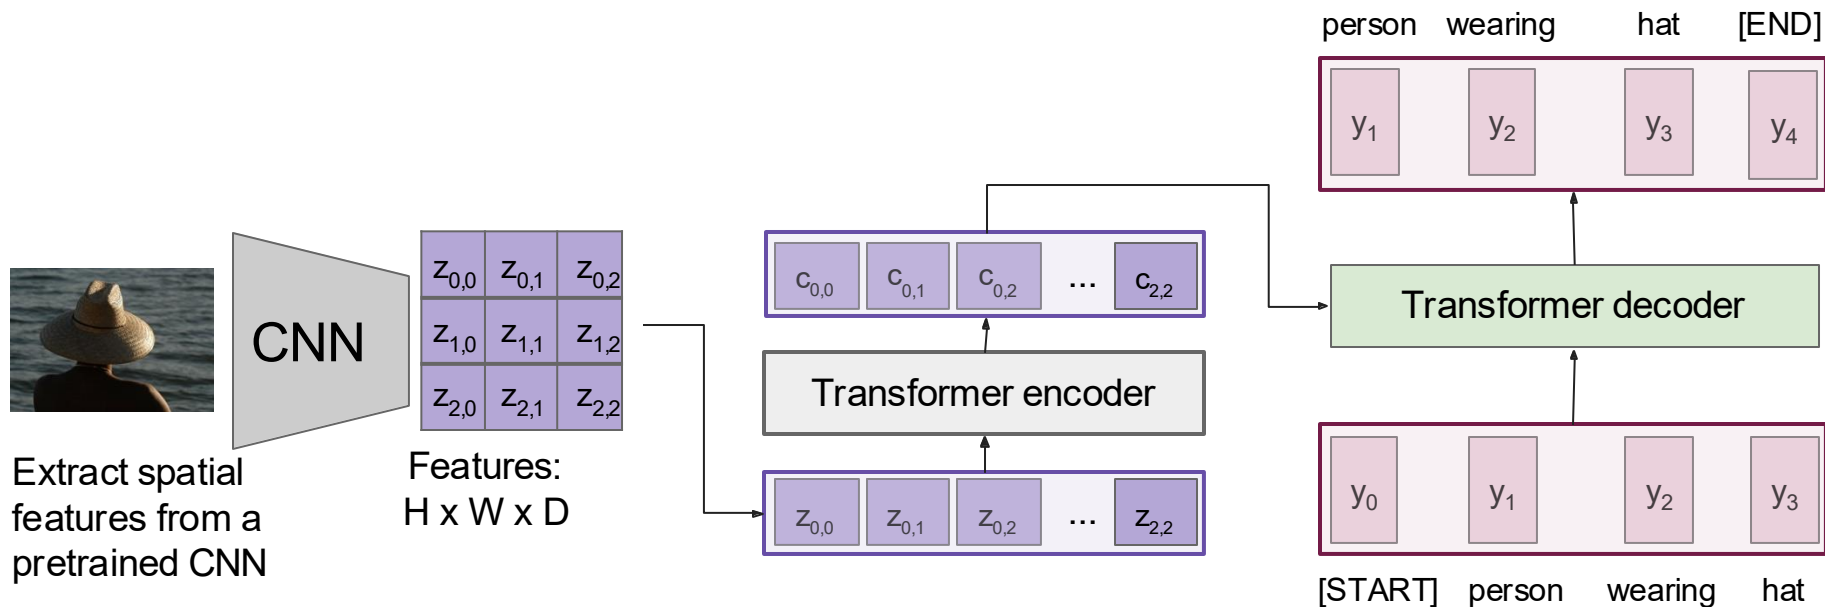 person wearing hat [END]
y1 y2 y3 y4
CNN
z0,0 z0,1 z0,2
z1,0 z1,1 z1,2
z2,0 z2,1 z2,2
Extract spatial
features from a
pretrained CNN
Features:
H x W x D
c0,0 c0,1 c0,2 ... c2,2
Transformer encoder
z0,0 z0,1 z0,2 ... z2,2
Transformer decoder
y0 y1 y2 y3
[START] person wearing hat